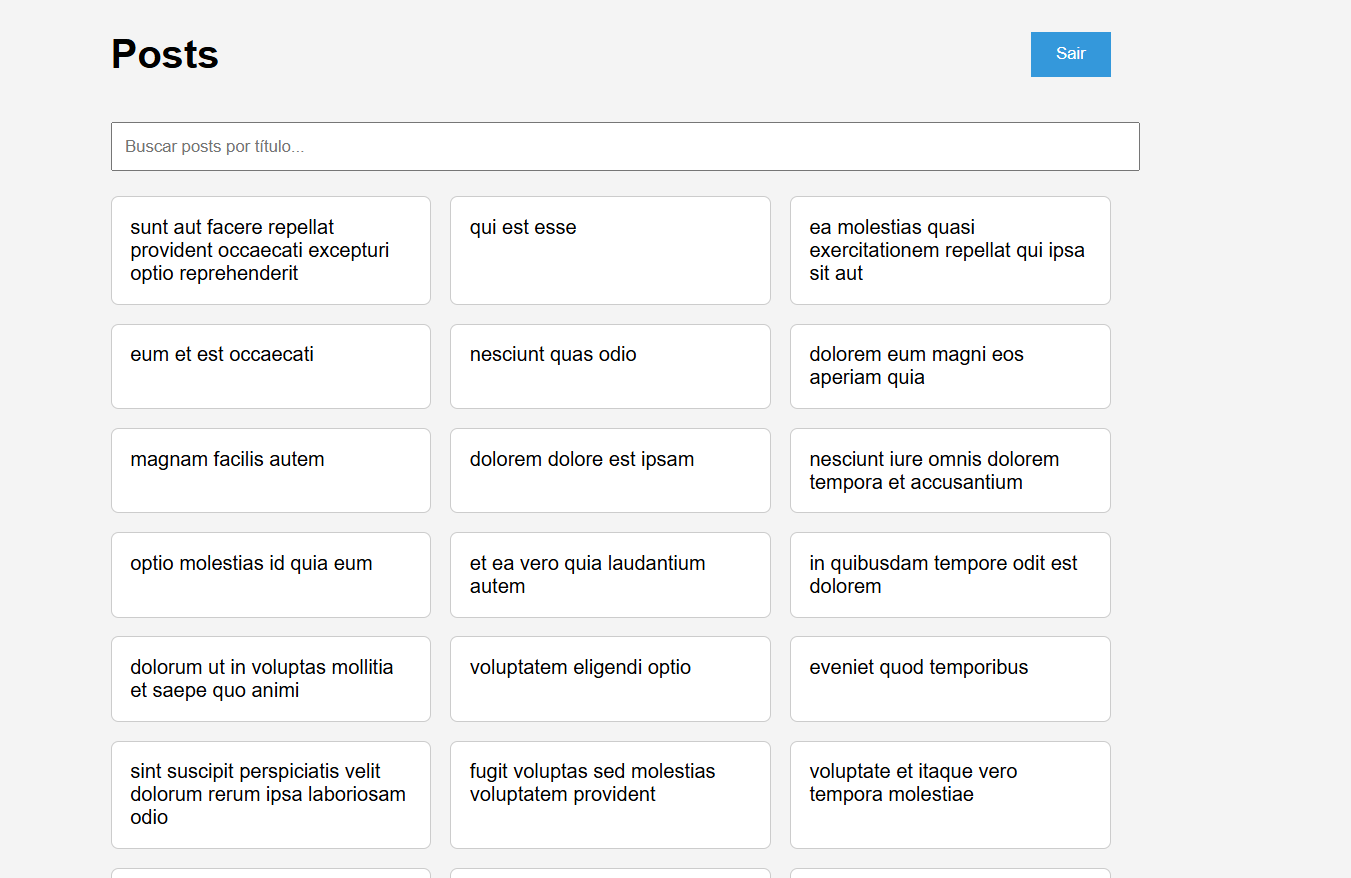 Posts
Sair
Buscar posts por título...
sunt aut facere repellat
provident occaecati excepturi
optio reprehenderit
qui est esse
ea molestias quasi
exercitationem repellat qui ipsa
sit aut
eum et est occaecati
nesciunt quas odio
dolorem eum magni eos
aperiam quia
magnam facilis autem
dolorem dolore est ipsam
nesciunt iure omnis dolorem
tempora et accusantium
optio molestias id quia eum
et ea vero quia laudantium
autem
in quibusdam tempore odit est
dolorem
dolorum ut in voluptas mollitia
et saepe quo animi
voluptatem eligendi optio
eveniet quod temporibus
sint suscipit perspiciatis velit
dolorum rerum ipsa laboriosam
odio
fugit voluptas sed molestias
voluptatem provident
voluptate et itaque vero
tempora molestiae